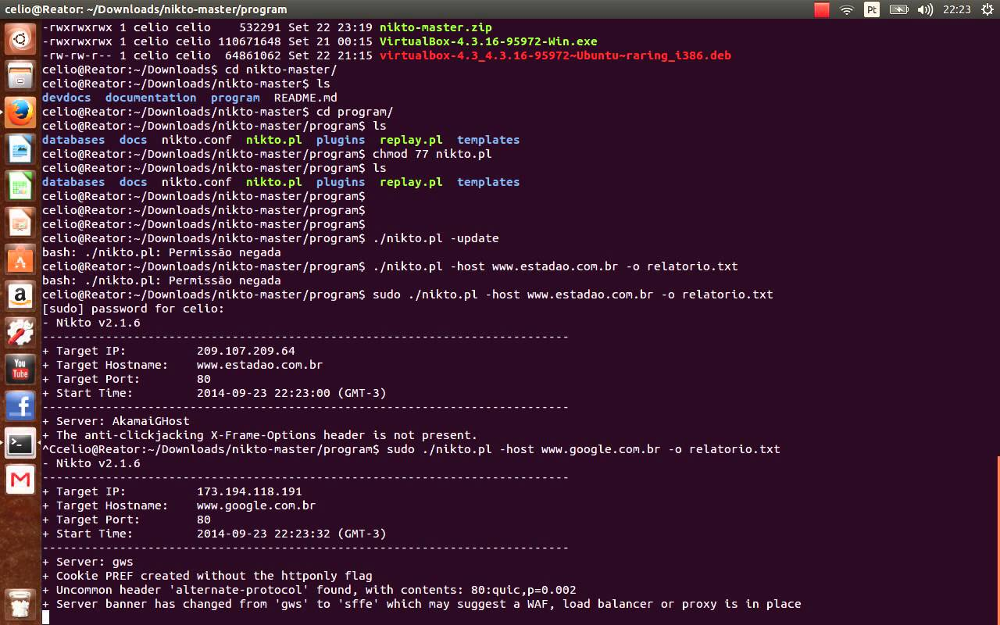 celio@Reator: ~/Downloads/nikto-master/program
Pt
22:23
-rwxrwxrwx 1 celio celio    532291 Set 22 23:19 nikto-master.zip
-rwxrwxrwx 1 celio celio 110671648 Set 21 00:15 VirtualBox-4.3.16-95972-Win.exe
-rw-rw-r-- 1 celio celio  64861062 Set 22 21:15 virtualbox-4.3_4.3.16-95972~Ubuntu~raring_i386.deb
celio@Reator:~/Downloads$ cd nikto-master/
celio@Reator:~/Downloads/nikto-master$ ls
devdocs  documentation  program  README.md
celio@Reator:~/Downloads/nikto-master$ cd program/
celio@Reator:~/Downloads/nikto-master/program$ ls
databases  docs  nikto.conf  nikto.pl  plugins  replay.pl  templates
celio@Reator:~/Downloads/nikto-master/program$ chmod 77 nikto.pl
celio@Reator:~/Downloads/nikto-master/program$ ls
databases  docs  nikto.conf  nikto.pl  plugins  replay.pl  templates
celio@Reator:~/Downloads/nikto-master/program$
celio@Reator:~/Downloads/nikto-master/program$
celio@Reator:~/Downloads/nikto-master/program$
celio@Reator:~/Downloads/nikto-master/program$ ./nikto.pl -update
bash: ./nikto.pl: Permissão negada
celio@Reator:~/Downloads/nikto-master/program$ ./nikto.pl -host www.estadao.com.br -o relatorio.txt
bash: ./nikto.pl: Permissão negada
celio@Reator:~/Downloads/nikto-master/program$ sudo ./nikto.pl -host www.estadao.com.br -o relatorio.txt
[sudo] password for celio:
- Nikto v2.1.6
---------------------------------------------------------------------------
+ Target IP:          209.107.209.64
+ Target Hostname:    www.estadao.com.br
+ Target Port:        80
+ Start Time:         2014-09-23 22:23:00 (GMT-3)
---------------------------------------------------------------------------
+ Server: AkamaiGHost
+ The anti-clickjacking X-Frame-Options header is not present.
^Ccelio@Reator:~/Downloads/nikto-master/program$ sudo ./nikto.pl -host www.google.com.br -o relatorio.txt
- Nikto v2.1.6
---------------------------------------------------------------------------
+ Target IP:          173.194.118.191
+ Target Hostname:    www.google.com.br
+ Target Port:        80
+ Start Time:         2014-09-23 22:23:32 (GMT-3)
---------------------------------------------------------------------------
+ Server: gws
+ Cookie PREF created without the httponly flag
+ Uncommon header 'alternate-protocol' found, with contents: 80:quic,p=0.002
+ Server banner has changed from 'gws' to 'sffe' which may suggest a WAF, load balancer or proxy is in place
You
Tube